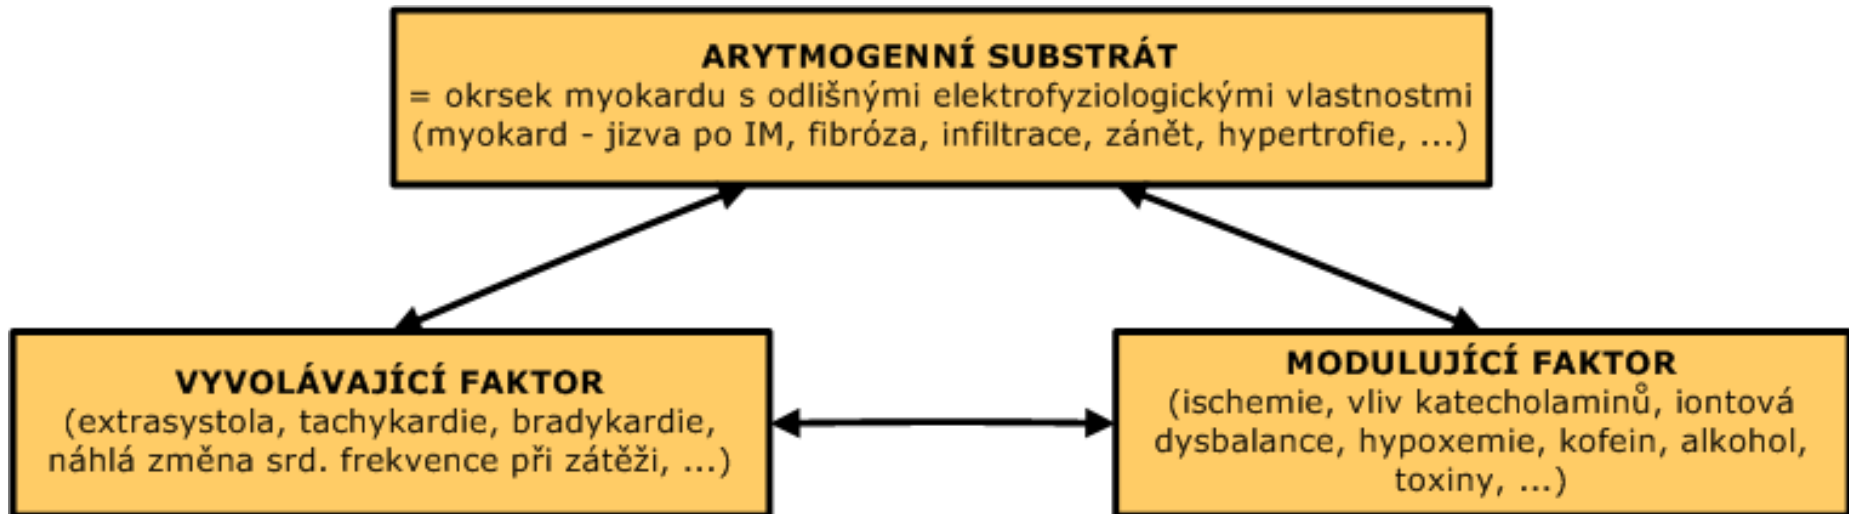 ARYTMOGENNÍ SUBSTRÁT
= okrsek myokardu s odlišnými elektrofyziologickými vlastnostmi
(myokard - jizva po IM, fibróza, infiltrace, zánět, hypertrofie, ...)
VYVOLÁVAJÍCÍ FAKTOR
(extrasystola, tachykardie, bradykardie,
náhlá změna srd. frekvence při zátěži, ...)
MODULUJÍCÍ FAKTOR
(ischemie, vliv katecholaminů, iontová
dysbalance, hypoxemie, kofein, alkohol,
toxiny, ...)